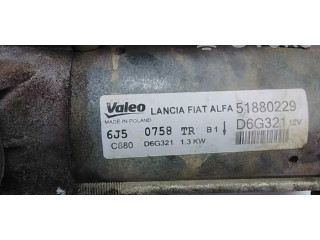 Valeo LANCIA FIAT ALFA 51880229
MADE IN POLAND
6J5 0758 TR B1 D6G321 12V
C880 D6G321 1.3 KW